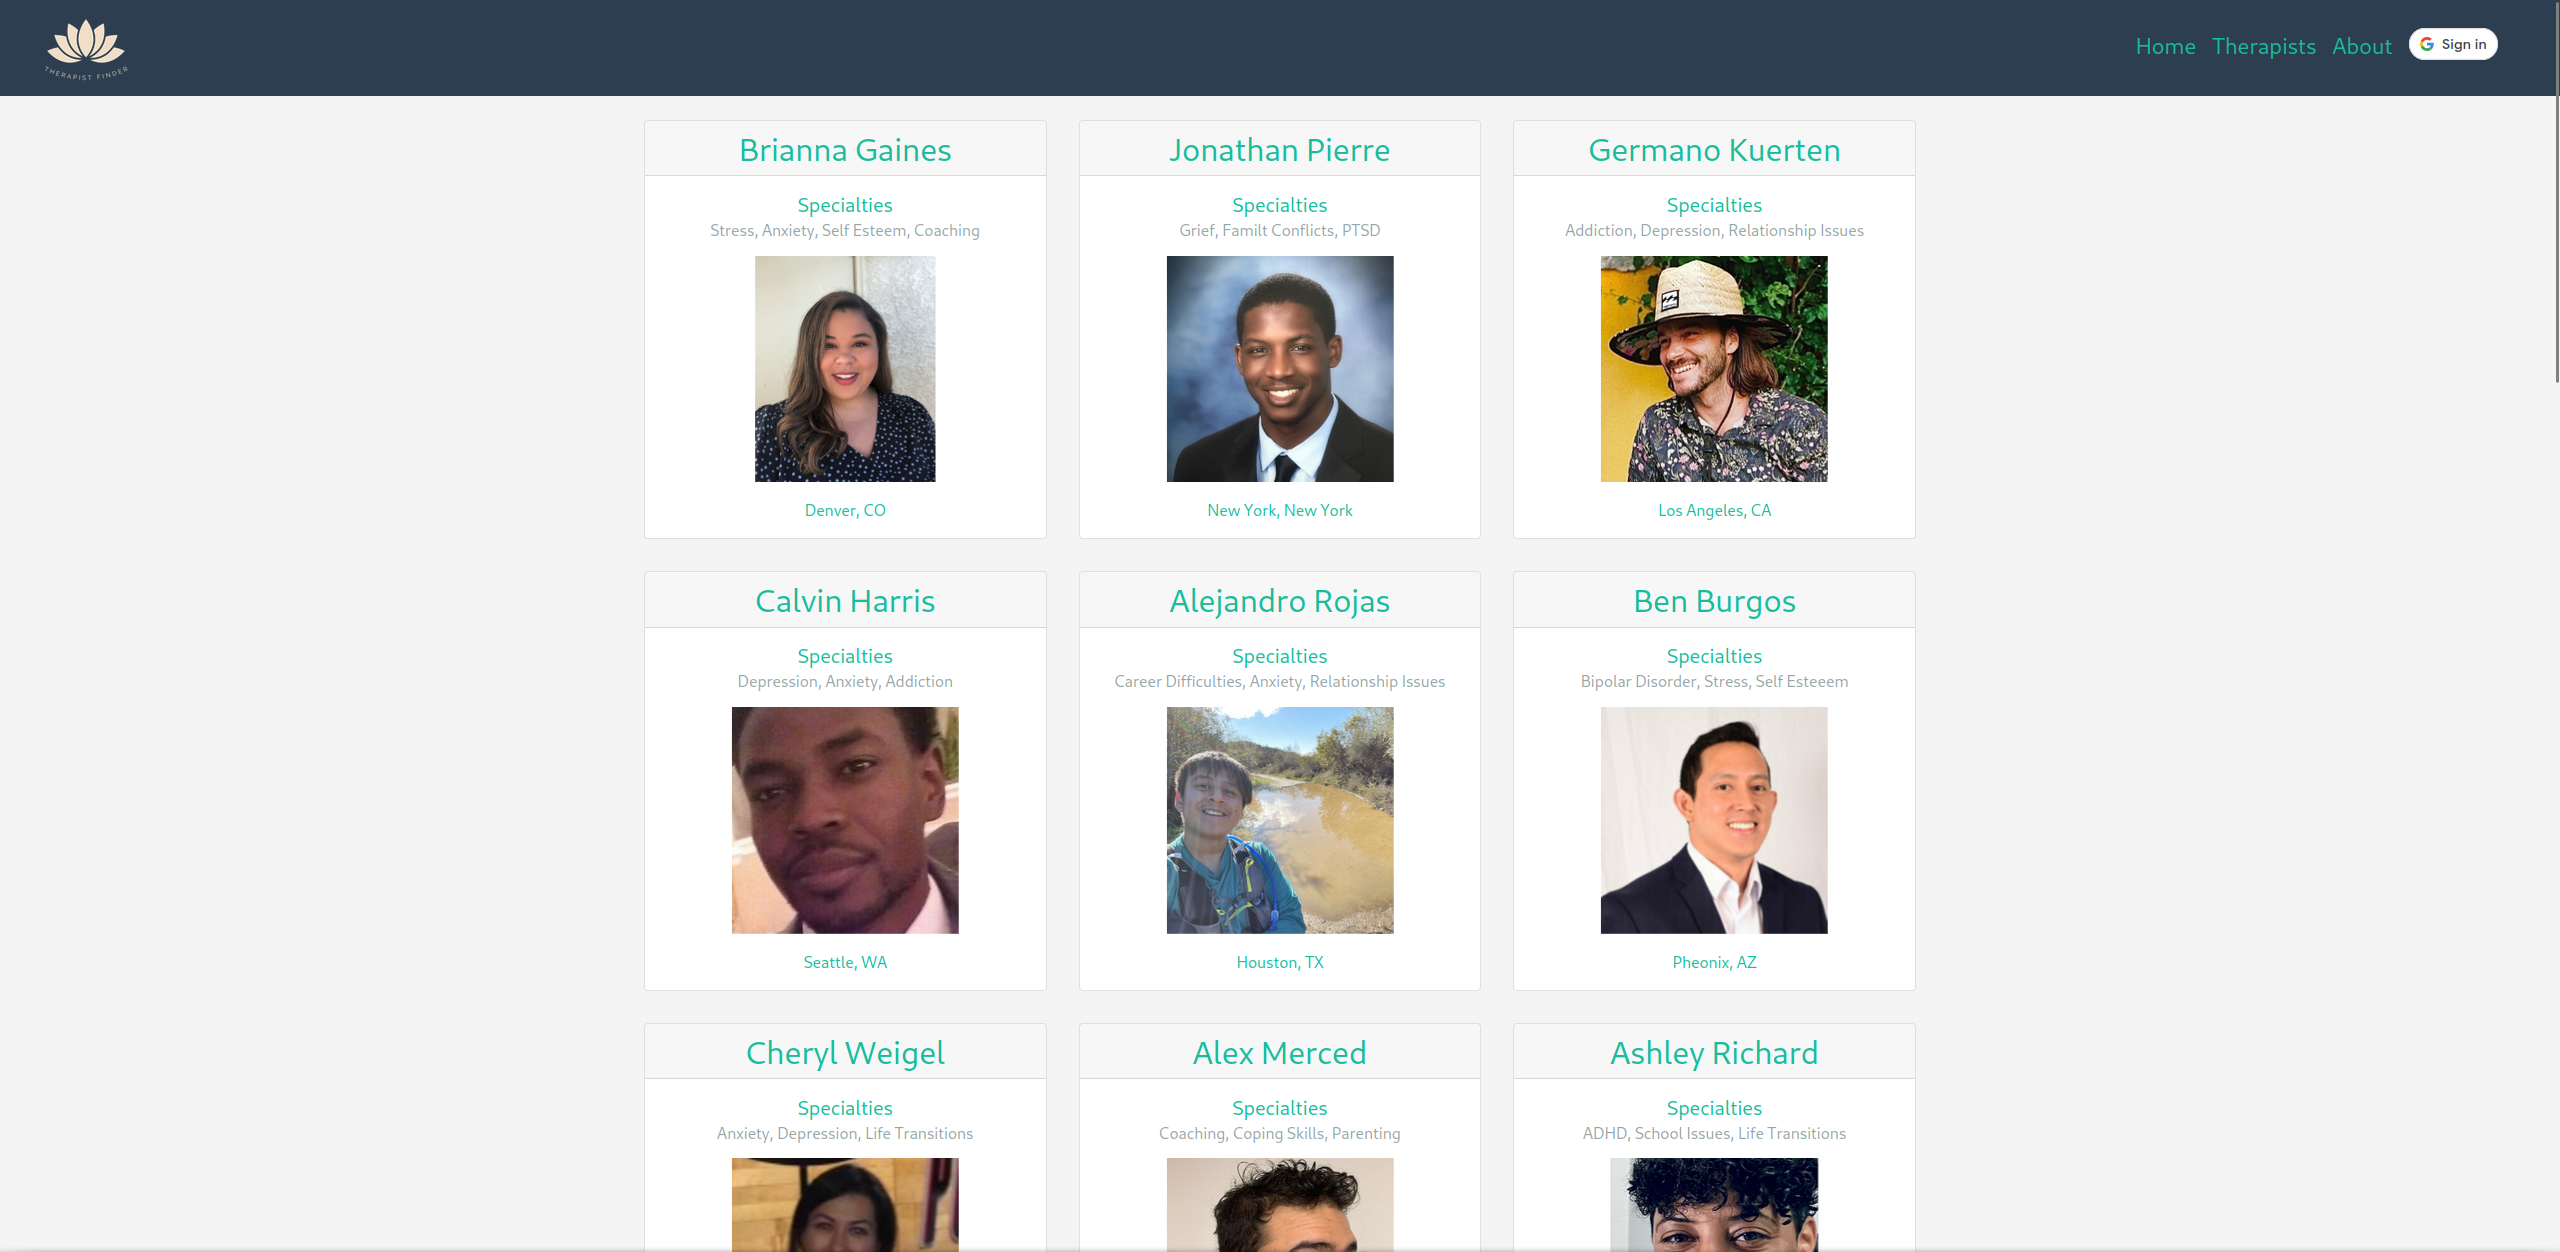 THERAPIST FINDER
Home Therapists About Sign in
Brianna Gaines
Specialties
Stress, Anxiety, Self Esteem, Coaching
Denver, CO
Jonathan Pierre
Specialties
Grief, Familt Conflicts, PTSD
New York, New York
Germano Kuerten
Specialties
Addiction, Depression, Relationship Issues
Los Angeles, CA
Calvin Harris
Specialties
Depression, Anxiety, Addiction
Seattle, WA
Alejandro Rojas
Specialties
Career Difficulties, Anxiety, Relationship Issues
Houston, TX
Ben Burgos
Specialties
Bipolar Disorder, Stress, Self Esteeem
Pheonix, AZ
Cheryl Weigel
Specialties
Anxiety, Depression, Life Transitions
Alex Merced
Specialties
Coaching, Coping Skills, Parenting
Ashley Richard
Specialties
ADHD, School Issues, Life Transitions